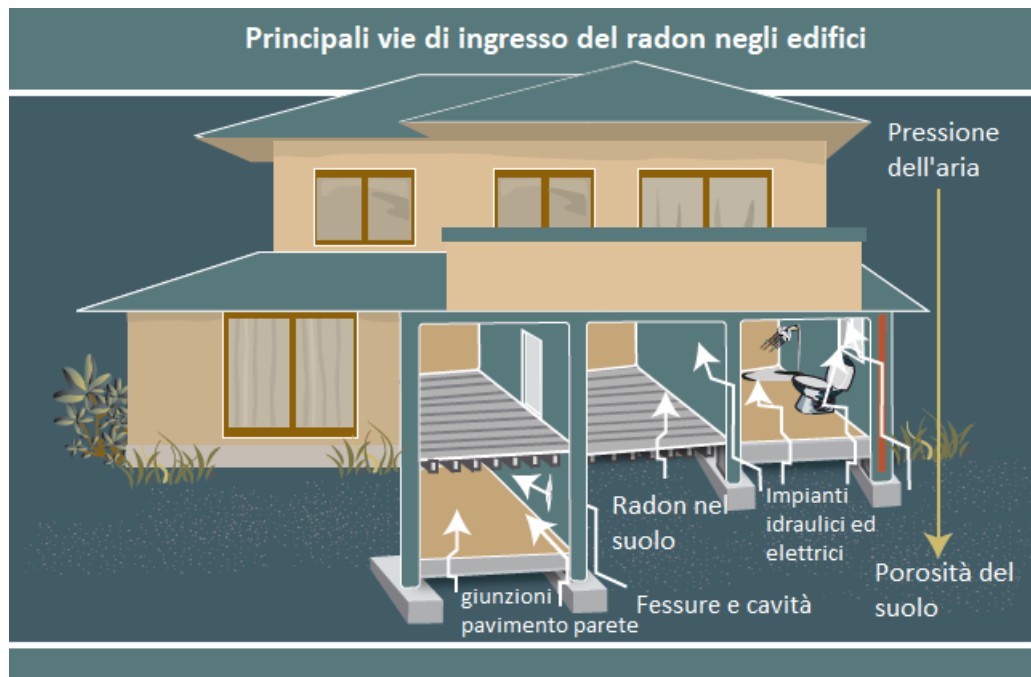 Principali vie di ingresso del radon negli edifici
Pressione
dell'aria
Radon nel
suolo
Impianti
idraulici ed
elettrici
Porosità del
suolo
giunzioni
pavimento parete
Fessure e cavità